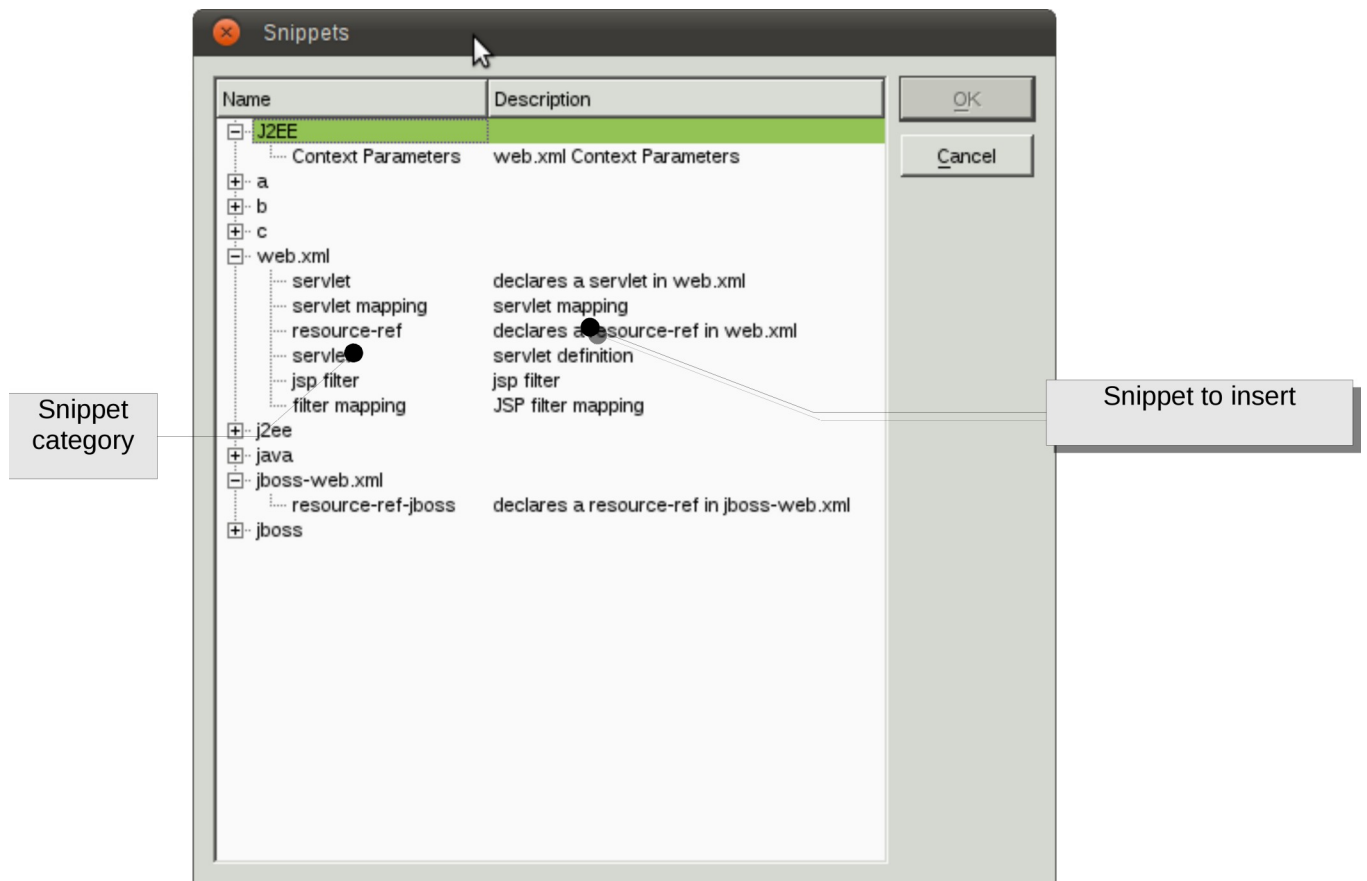 Snippets
Name Description
OK
J2EE
Context Parameters web.xml Context Parameters
Cancel
a
b
c
web.xml
servlet declares a servlet in web.xml
servlet mapping servlet mapping
resource-ref declares a resource-ref in web.xml
servlet servlet definition
jsp filter jsp filter
filter mapping JSP filter mapping
j2ee
java
jboss-web.xml
resource-ref-jboss declares a resource-ref in jboss-web.xml
jboss
Snippet
category
Snippet to insert